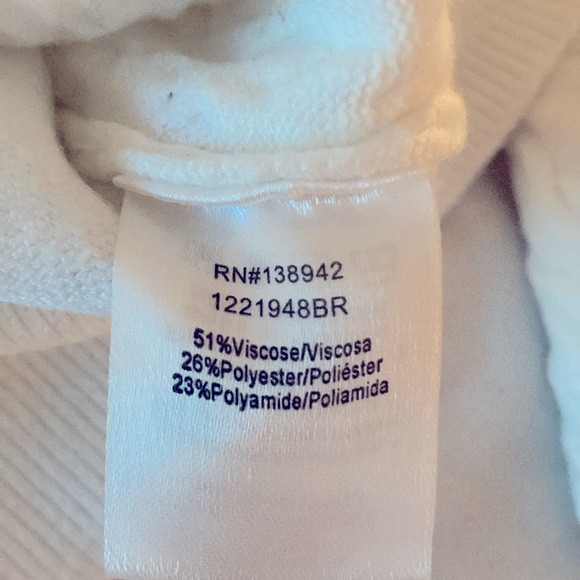 RN#138942
1221948BR
51%Viscose/Viscosa
26%Polyester/Poliéster
23%Polyamide/Poliamida